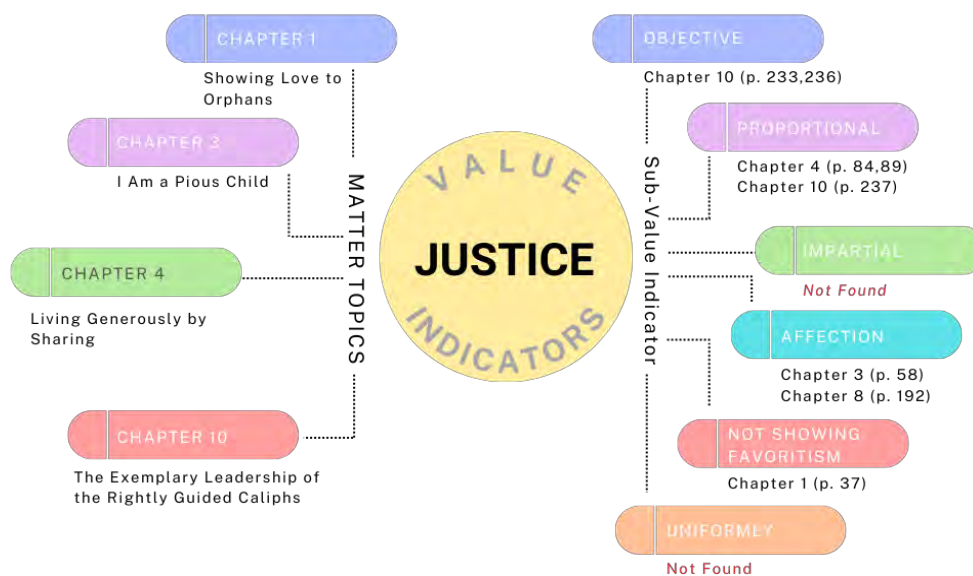 CHAPTER 1
Showing Love to
Orphans
CHAPTER 3
I Am a Pious Child
CHAPTER 4
Living Generously by
Sharing
CHAPTER 10
The Exemplary Leadership of
the Rightly Guided Caliphs
MATTER TOPICS
VALUE
JUSTICE
INDICATORS
Sub-Value Indicator
OBJECTIVE
Chapter 10 (p. 233,236)
PROPORTIONAL
Chapter 4 (p. 84,89)
Chapter 10 (p. 237)
IMPARTIAL
Not Found
AFFECTION
Chapter 3 (p. 58)
Chapter 8 (p. 192)
NOT SHOWING
FAVORITISM
Chapter 1 (p. 37)
UNIFORMEY
Not Found